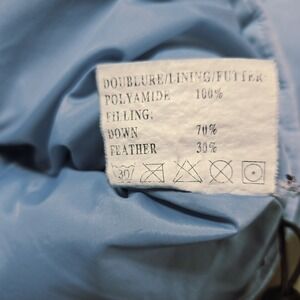 DOUBLURE/LINING/FUTTER
POLYAMIDE 100%
FILLING:
DOWN 70%
FEATHER 30%
30